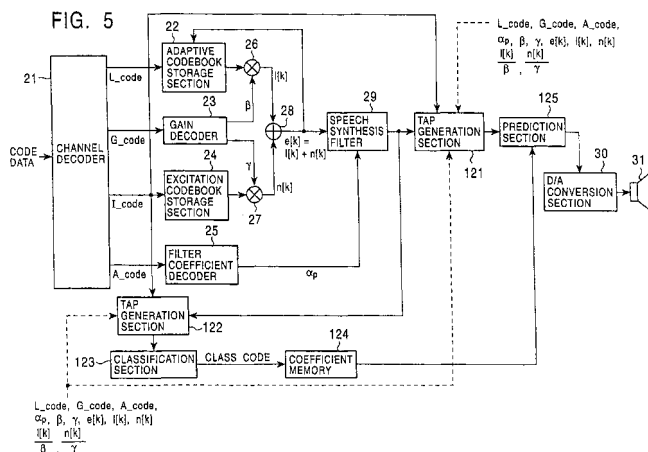 FIG. 5
21
CODE
DATA
CHANNEL
DECODER
L_code
G_code
I_code
A_code
22
ADAPTIVE
CODEBOOK
STORAGE
SECTION
26
l[k]
23
GAIN
DECODER
β
γ
28
e[k] =
l[k] + n[k]
24
EXCITATION
CODEBOOK
STORAGE
SECTION
27
n[k]
25
FILTER
COEFFICIENT
DECODER
αp
29
SPEECH
SYNTHESIS
FILTER
L_code, G_code, A_code,
αp, β, γ, e[k], l[k], n[k]
l[k] n[k]
β , γ
TAP
GENERATION
SECTION
121
125
PREDICTION
SECTION
30
D/A
CONVERSION
SECTION
31
TAP
GENERATION
SECTION
122
123
CLASSIFICATION
SECTION
CLASS CODE
124
COEFFICIENT
MEMORY
L_code, G_code, A_code,
αp, β, γ, e[k], l[k], n[k]
l[k] n[k]
β , γ